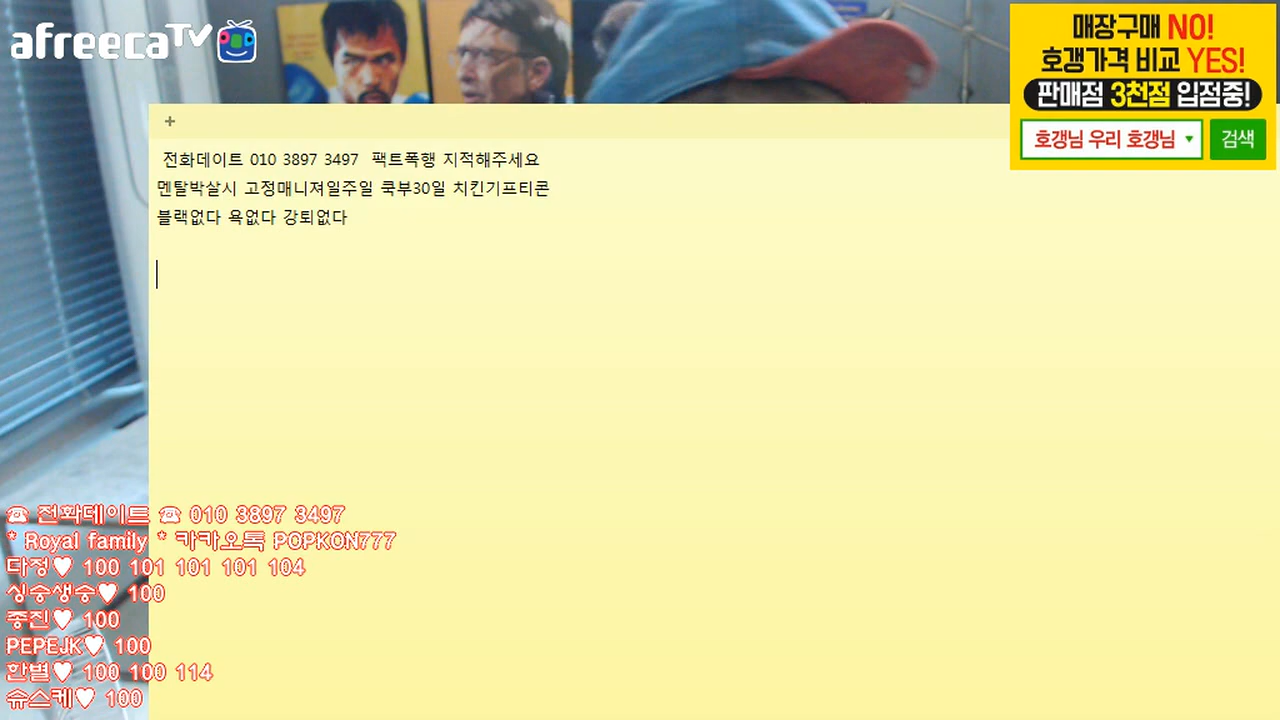 afreecaTV
매장구매 NO!
호갱가격 비교 YES!
판매점 3천점 입점중!
호갱님 우리 호갱님
검색
+
전화데이트 010 3897 3497 팩트폭행 지적해주세요
멘탈박살시 고정매니져일주일 쿡부30일 치킨기프티콘
블랙없다 욕없다 강퇴없다
☎ 전화데이트 ☎ 010 3897 3497
* Royal family * 카카오톡 POPKON777
다정♥ 100 101 101 101 104
싱숭생숭♥ 100
종진♥ 100
PEPEJK♥ 100
한별♥ 100 100 114
슈스케♥ 100